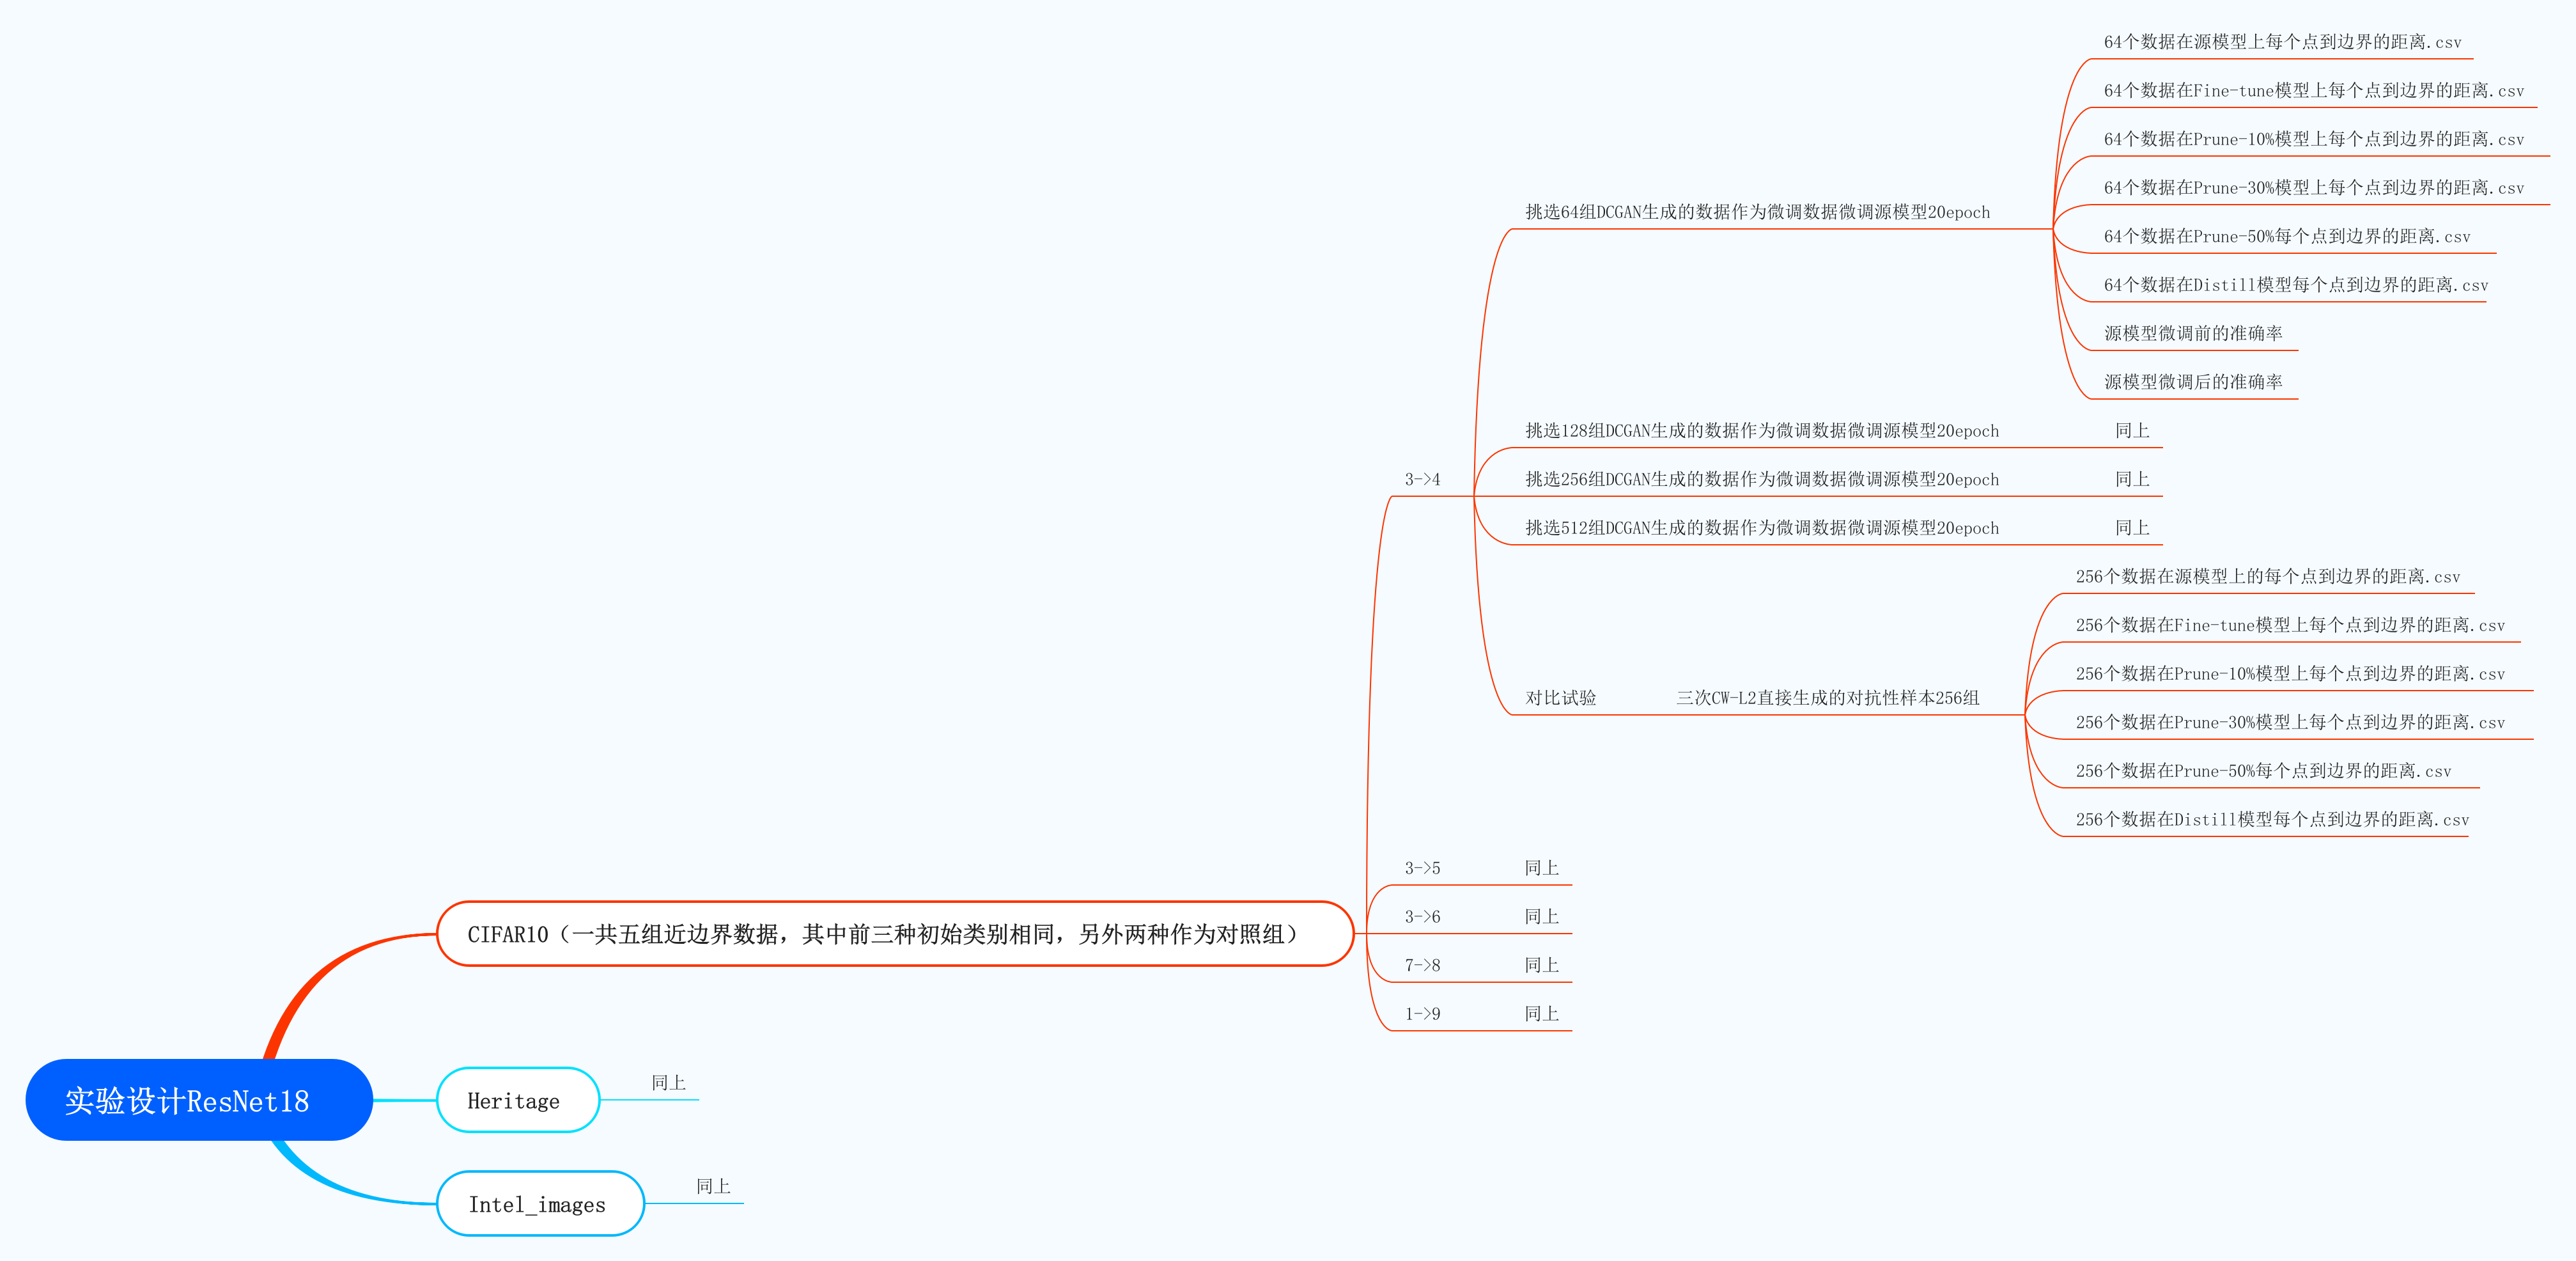 实验设计ResNet18
CIFAR10（一共五组近边界数据，其中前三种初始类别相同，另外两种作为对照组）
3->4
挑选64组DCGAN生成的数据作为微调数据微调源模型20epoch
64个数据在源模型上每个点到边界的距离.csv
64个数据在Fine-tune模型上每个点到边界的距离.csv
64个数据在Prune-10%模型上每个点到边界的距离.csv
64个数据在Prune-30%模型上每个点到边界的距离.csv
64个数据在Prune-50%每个点到边界的距离.csv
64个数据在Distill模型每个点到边界的距离.csv
源模型微调前的准确率
源模型微调后的准确率
挑选128组DCGAN生成的数据作为微调数据微调源模型20epoch
同上
挑选256组DCGAN生成的数据作为微调数据微调源模型20epoch
同上
挑选512组DCGAN生成的数据作为微调数据微调源模型20epoch
同上
对比试验
三次CW-L2直接生成的对抗性样本256组
256个数据在源模型上的每个点到边界的距离.csv
256个数据在Fine-tune模型上每个点到边界的距离.csv
256个数据在Prune-10%模型上每个点到边界的距离.csv
256个数据在Prune-30%模型上每个点到边界的距离.csv
256个数据在Prune-50%每个点到边界的距离.csv
256个数据在Distill模型每个点到边界的距离.csv
3->5
同上
3->6
同上
7->8
同上
1->9
同上
Heritage
同上
Intel_images
同上